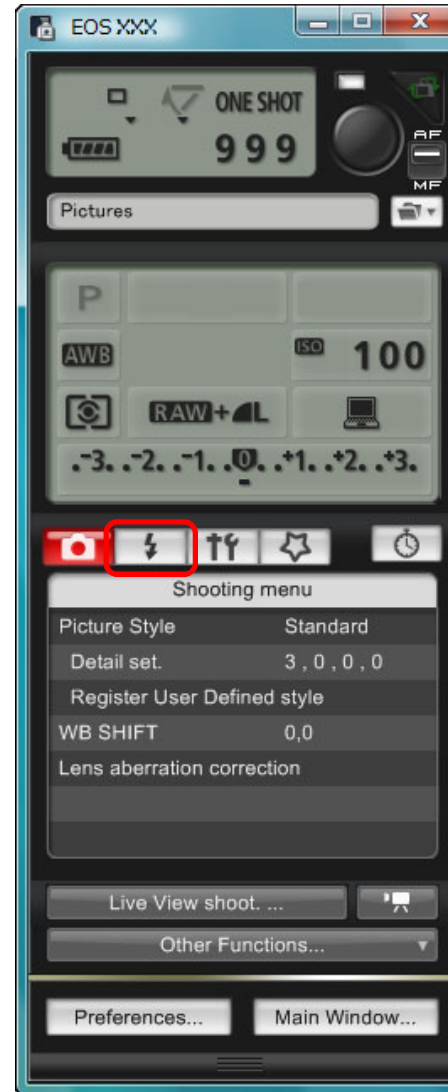 EOS XXX
ONE SHOT
999
AF
MF
Pictures
P
AWB
ISO 100
RAW+L
.-3. .-2. .-1. .0. .+1. .+2. .+3.
Shooting menu
Picture Style Standard
Detail set. 3 , 0 , 0 , 0
Register User Defined style
WB SHIFT 0,0
Lens aberration correction
Live View shoot. ...
Other Functions...
Preferences... Main Window...